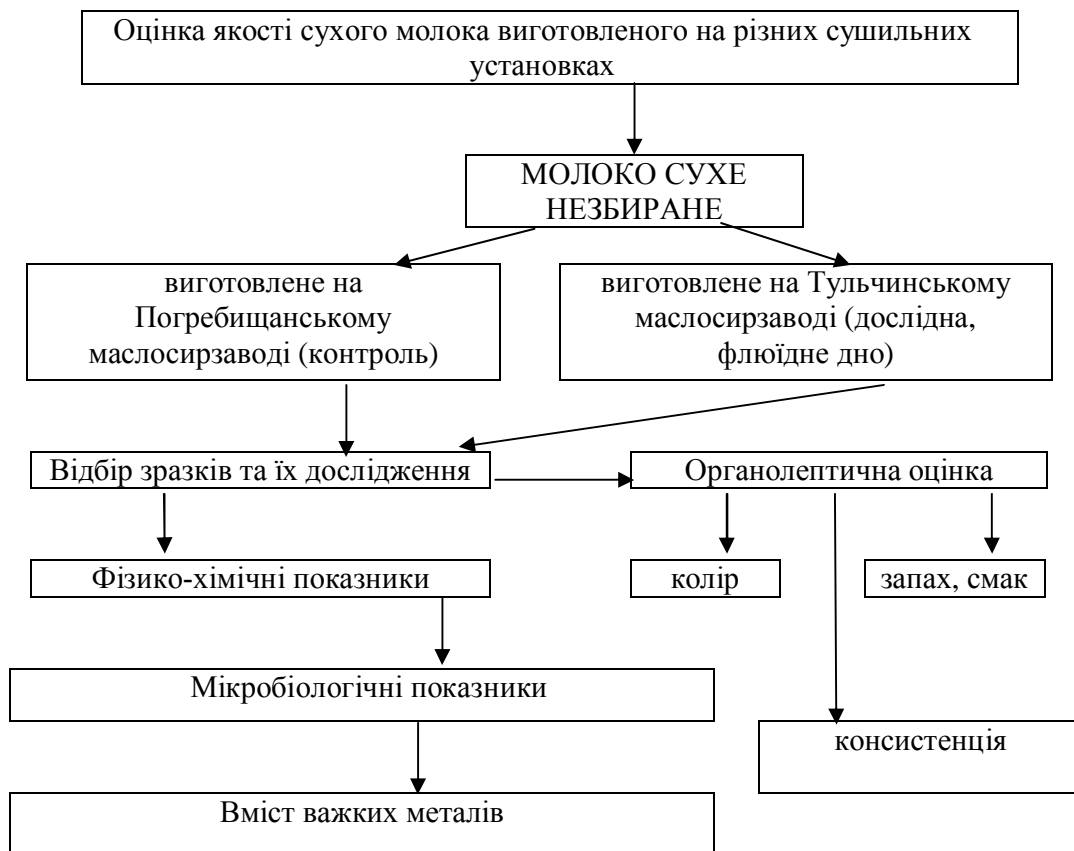 Оцінка якості сухого молока виготовленого на різних сушильних
установках
МОЛОКО СУХЕ
НЕЗБИРАНЕ
виготовлене на
Погребищанському
маслосирзаводі (контроль)
виготовлене на Тульчинському
маслосирзаводі (дослідна,
флюїдне дно)
Відбір зразків та їх дослідження
Органолептична оцінка
Фізико-хімічні показники
колір
запах, смак
Мікробіологічні показники
консистенція
Вміст важких металів